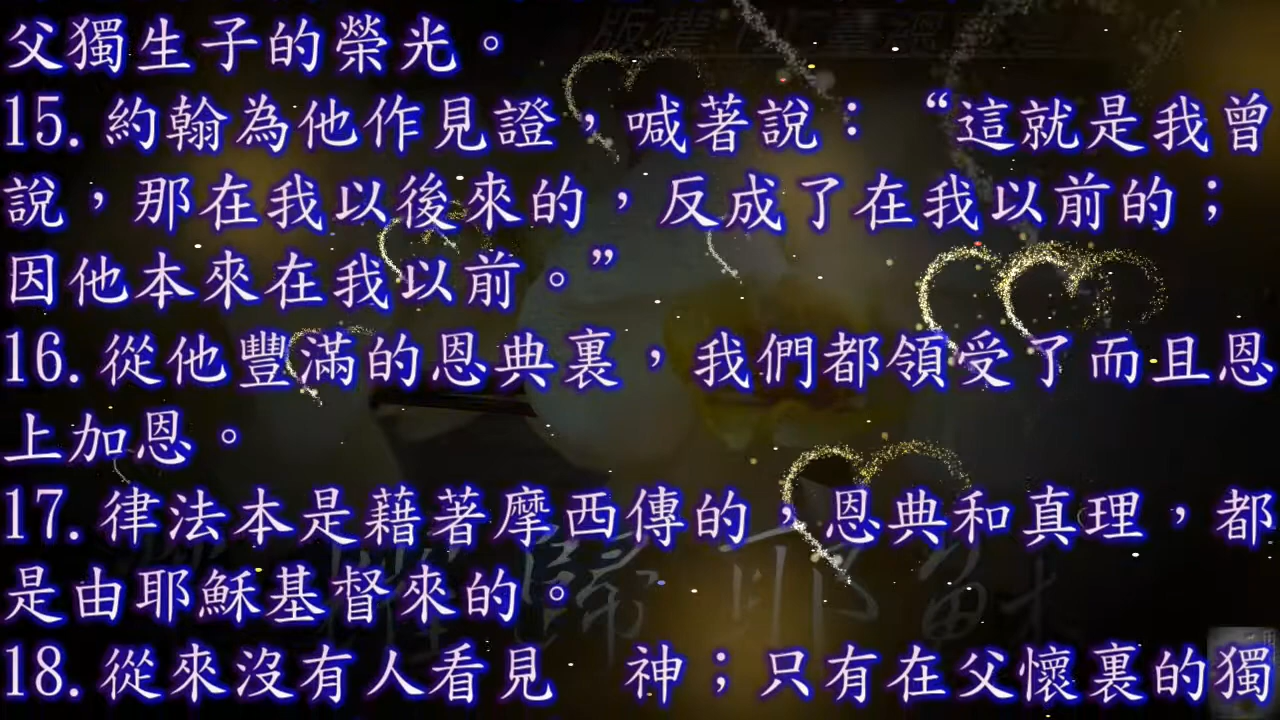 父獨生子的榮光。
15. 約翰為他作見證，喊著說：“這就是我曾
說，那在我以後來的，反成了在我以前的；
因他本來在我以前。”
16. 從他豐滿的恩典裏，我們都領受了而且恩
上加恩。
17. 律法本是藉著摩西傳的，恩典和真理，都
是由耶穌基督來的。
18. 從來沒有人看見　神；只有在父懷裏的獨